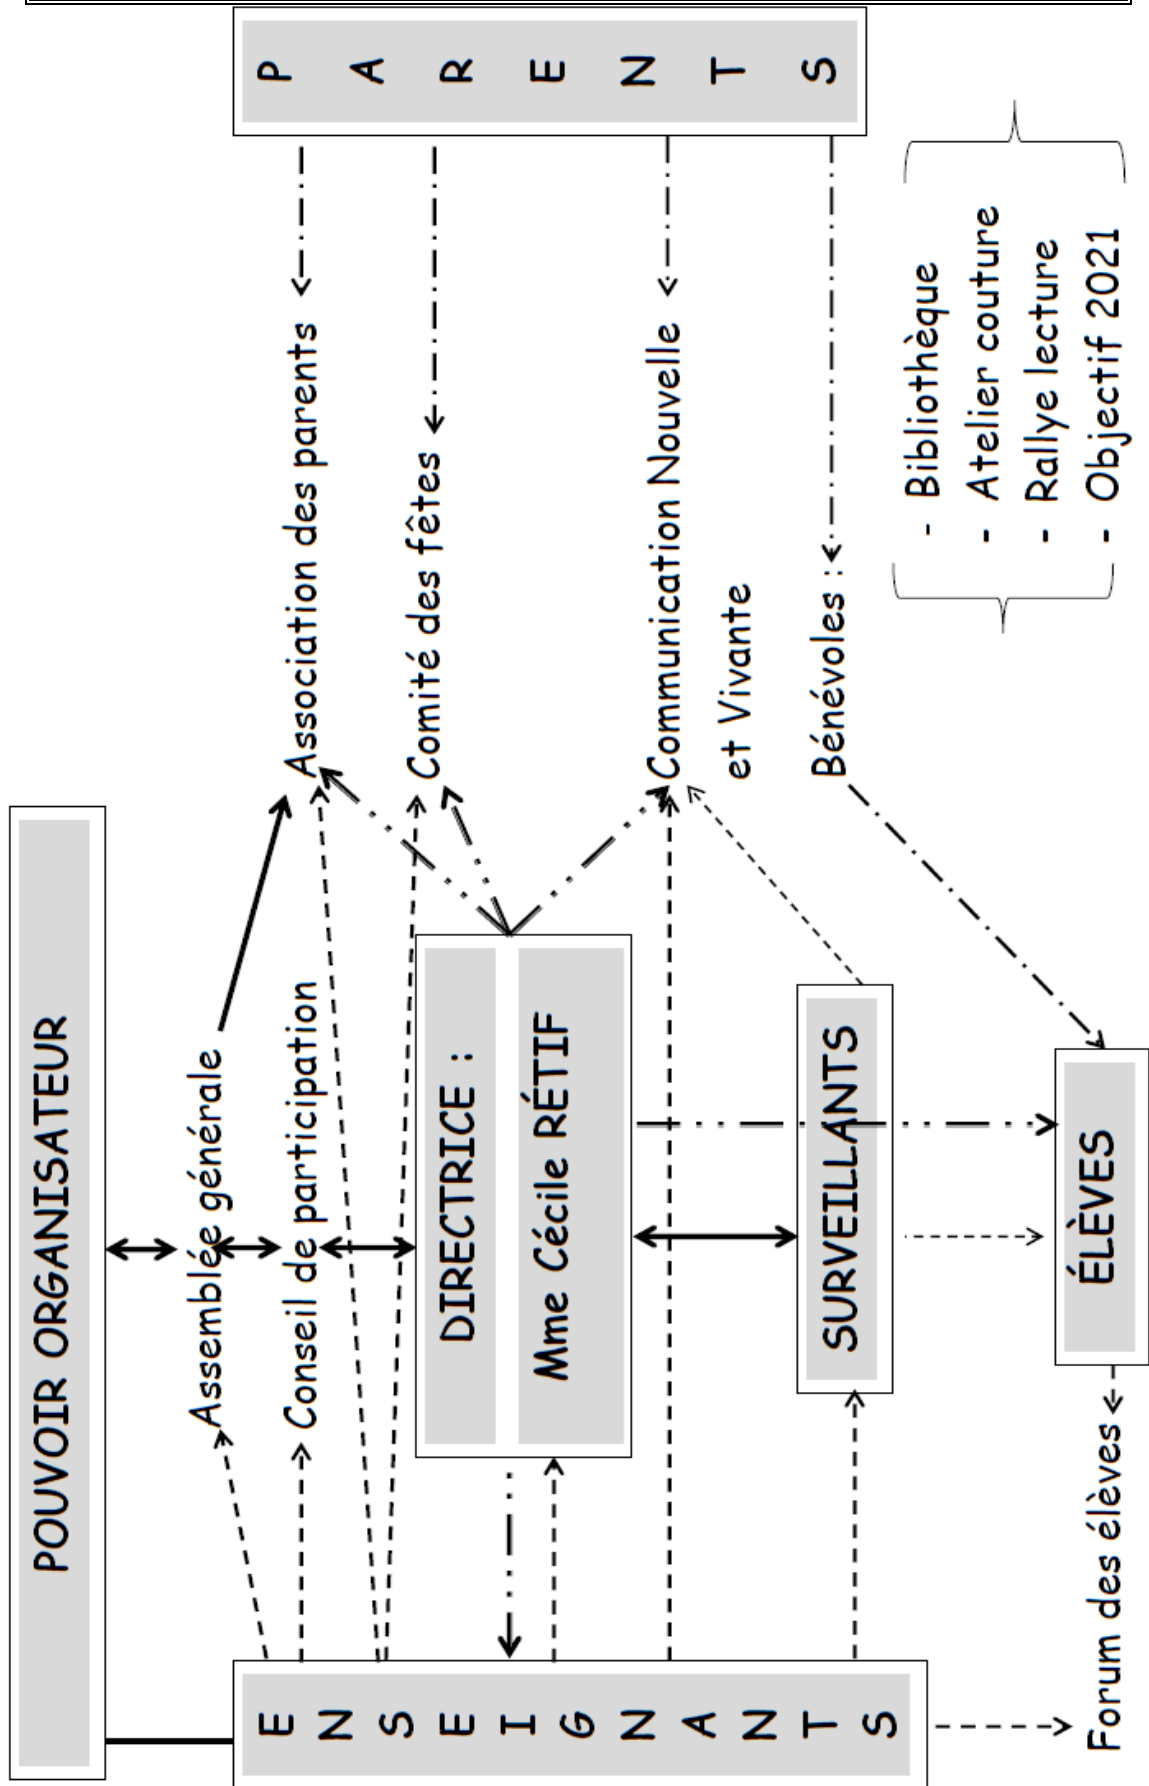 POUVOIR ORGANISATEUR
Assemblée générale
Conseil de participation
ENSEIGNANTS
DIRECTRICE :
Mme Cécile RÉTIF
SURVEILLANTS
ÉLÈVES
Forum des élèves
Association des parents
Comité des fêtes
Communication Nouvelle
et Vivante
Bénévoles :
- Bibliothèque
- Atelier couture
- Rallye lecture
- Objectif 2021
PARENTS